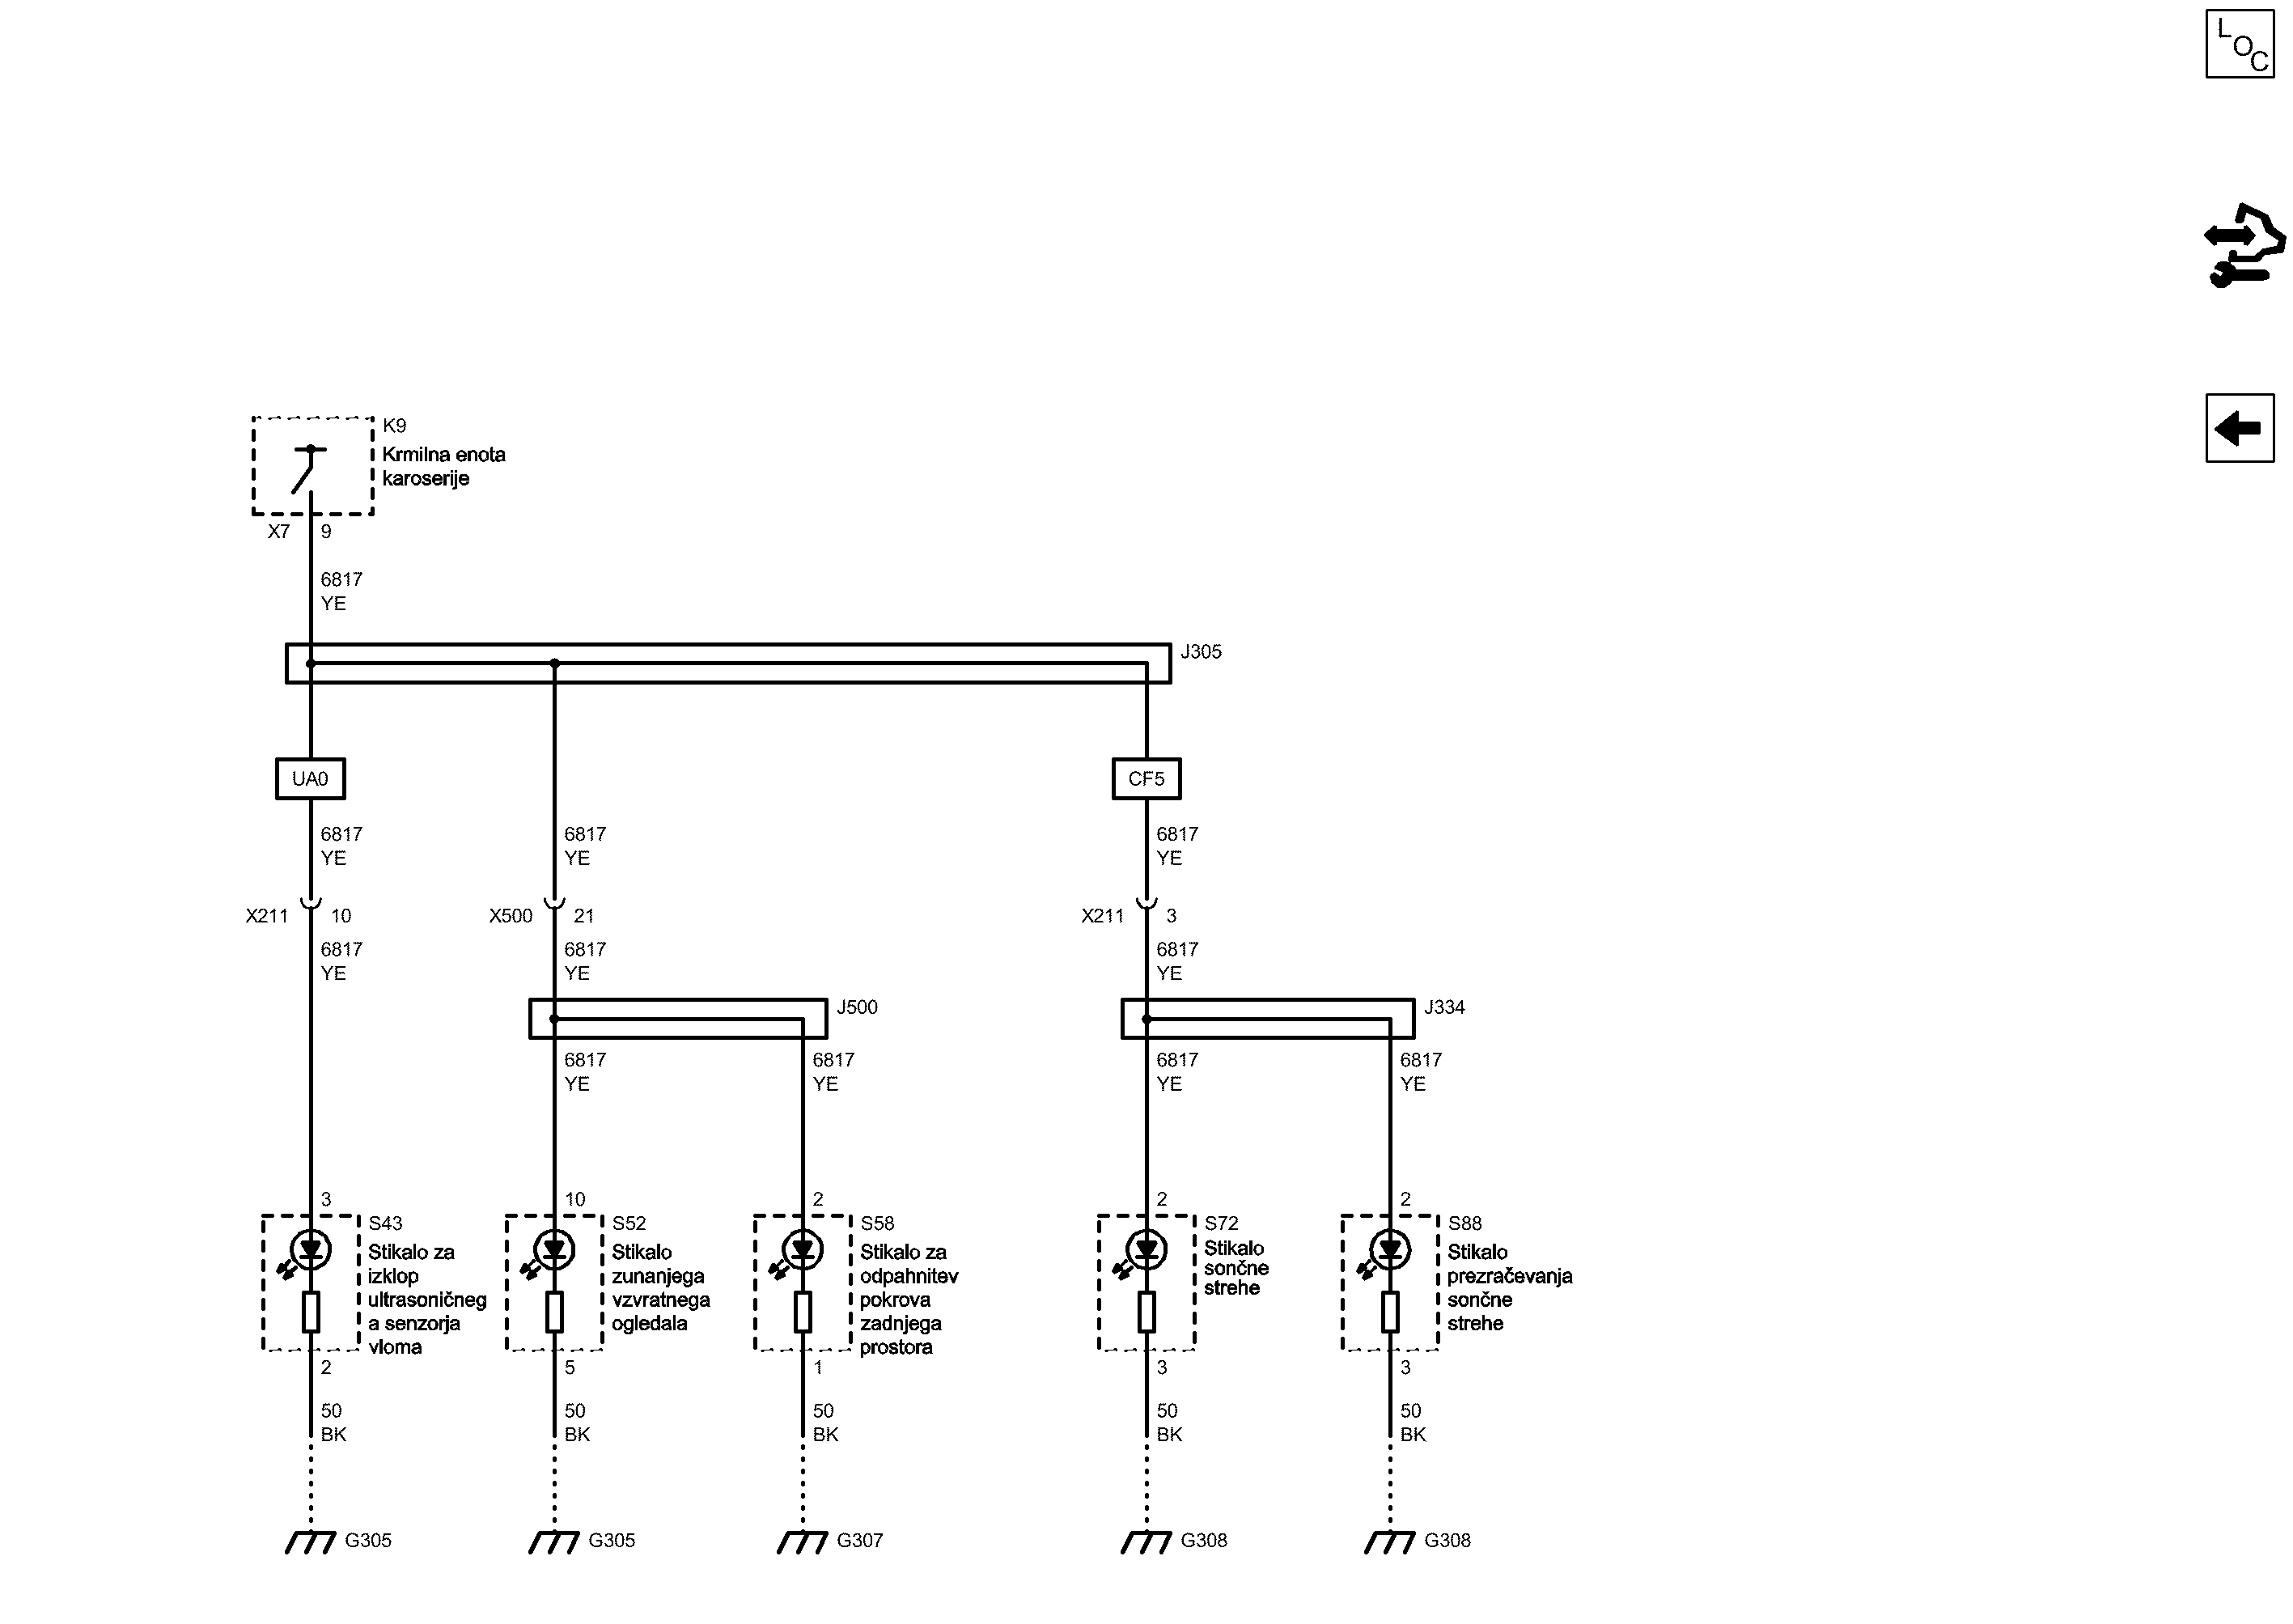 LOC
K9
Krmilna enota
karoserije
X7 9
6817
YE
J305
UA0
CF5
6817
YE
6817
YE
6817
YE
X211 10
X500 21
X211 3
6817
YE
6817
YE
6817
YE
J500
J334
6817
YE
6817
YE
6817
YE
6817
YE
3
S43
Stikalo za
izklop
ultrasoničneg
a senzorja
vloma
2
10
S52
Stikalo
zunanjega
vzvratnega
ogledala
5
2
S58
Stikalo za
odpahnitev
pokrova
zadnjega
prostora
1
2
S72
Stikalo
sončne
strehe
3
2
S88
Stikalo
prezračevanja
sončne
strehe
3
50
BK
50
BK
50
BK
50
BK
50
BK
G305
G305
G307
G308
G308